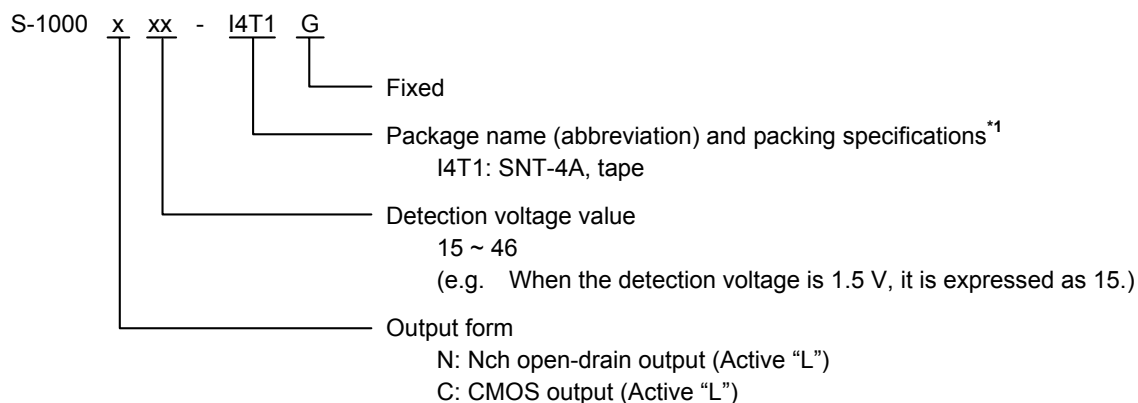 S-1000 x xx - I4T1 G
Fixed
Package name (abbreviation) and packing specifications*1
I4T1: SNT-4A, tape
Detection voltage value
15 ~ 46
(e.g. When the detection voltage is 1.5 V, it is expressed as 15.)
Output form
N: Nch open-drain output (Active “L”)
C: CMOS output (Active “L”)